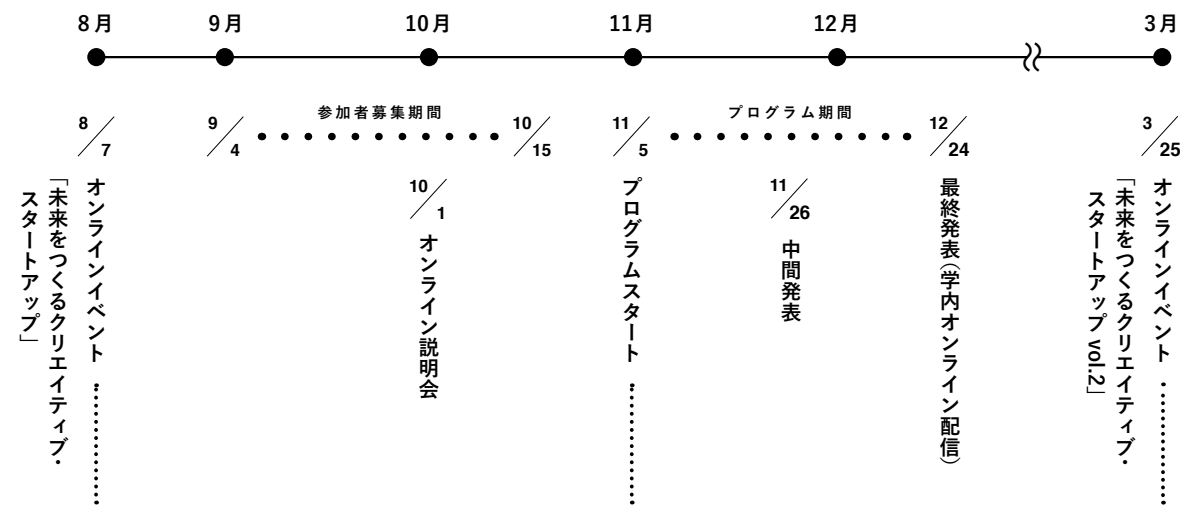 8月
9月
10月
11月
12月
3月
参加者募集期間
プログラム期間
8/7
9/4
10/15
11/5
12/24
3/25
オンラインイベント
「未来をつくるクリエイティブ・
スタートアップ」
10/1
オンライン説明会
プログラムスタート
11/26
中間発表
最終発表(学内オンライン配信)
オンラインイベント
「未来をつくるクリエイティブ・
スタートアップ vol.2」